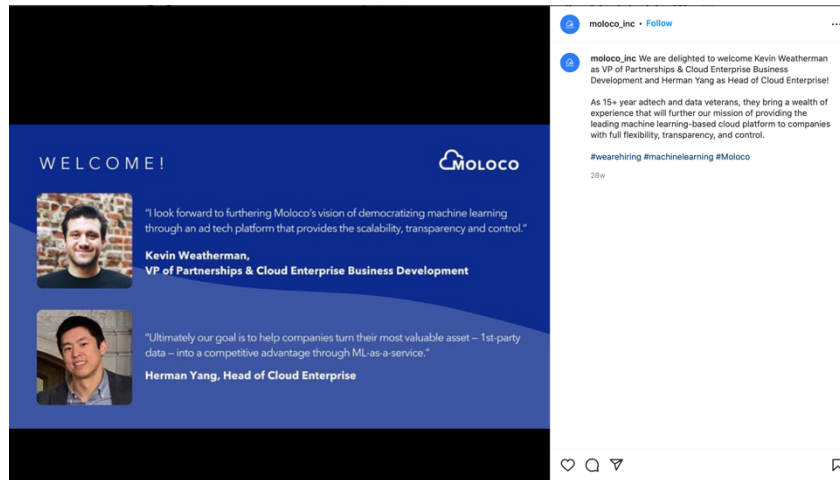 WELCOME!
MOLOCO
"I look forward to furthering Moloco's vision of democratizing machine learning
through an ad tech platform that provides the scalability, transparency and control."
Kevin Weatherman,
VP of Partnerships & Cloud Enterprise Business Development
"Ultimately our goal is to help companies turn their most valuable asset – 1st-party
data – into a competitive advantage through ML-as-a-service."
Herman Yang, Head of Cloud Enterprise
moloco_inc • Follow
moloco_inc We are delighted to welcome Kevin Weatherman
as VP of Partnerships & Cloud Enterprise Business
Development and Herman Yang as Head of Cloud Enterprise!
As 15+ year adtech and data veterans, they bring a wealth of
experience that will further our mission of providing the
leading machine learning-based cloud platform to companies
with full flexibility, transparency, and control.
#wearehiring #machinelearning #Moloco
28w